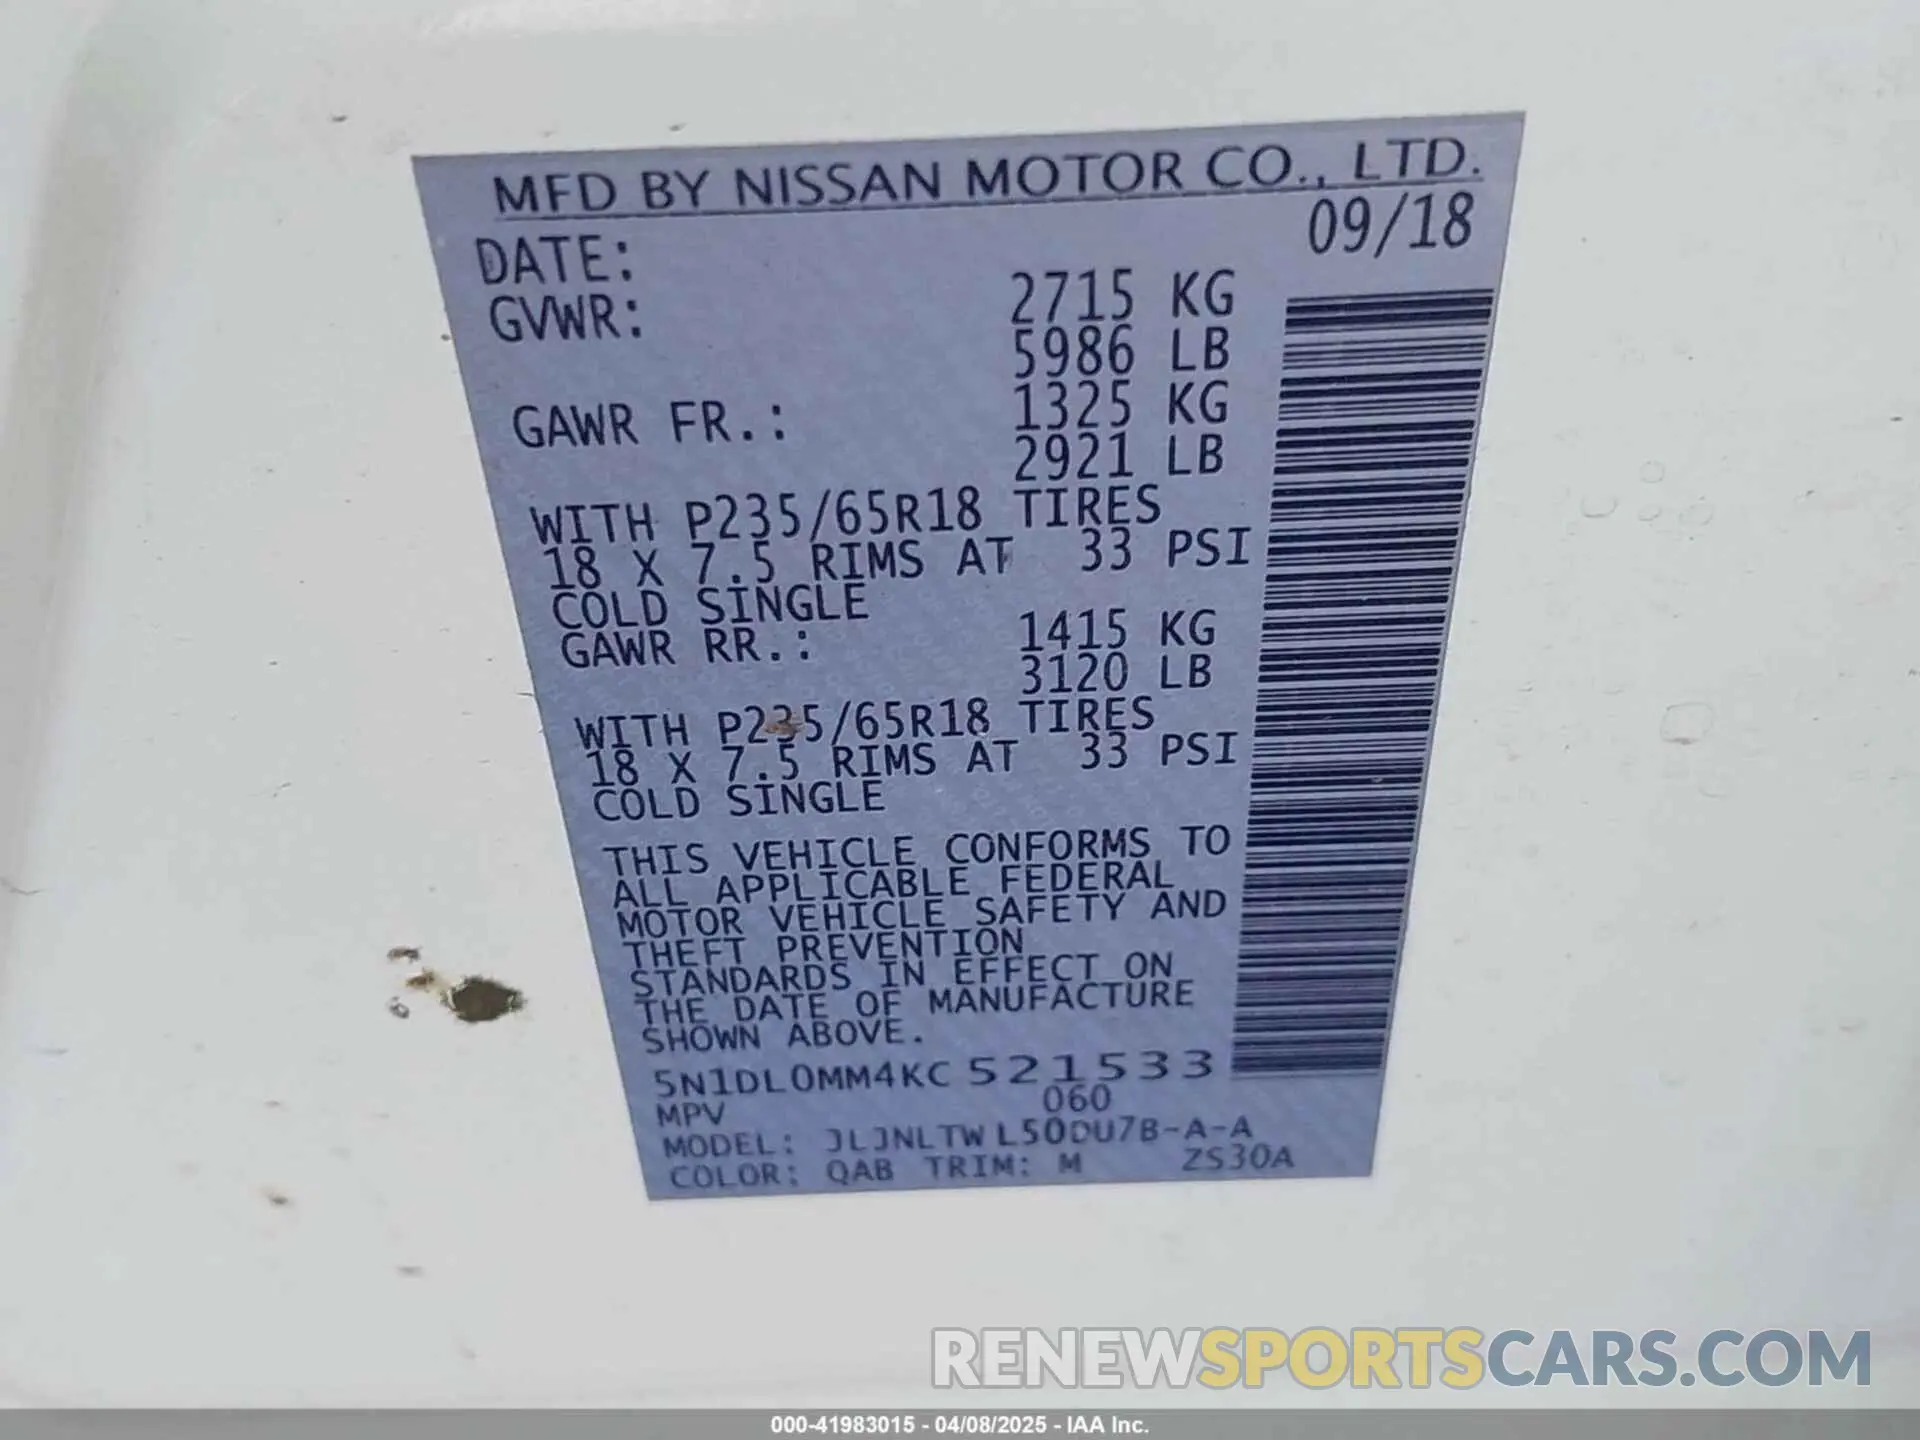 MFD BY NISSAN MOTOR CO., LTD.
DATE: 09/18
GVWR: 2715 KG
5986 LB
GAWR FR.: 1325 KG
2921 LB
WITH P235/65R18 TIRES
18 X 7.5 RIMS AT 33 PSI
COLD SINGLE
GAWR RR.: 1415 KG
3120 LB
WITH P235/65R18 TIRES
18 X 7.5 RIMS AT 33 PSI
COLD SINGLE
THIS VEHICLE CONFORMS TO
ALL APPLICABLE FEDERAL
MOTOR VEHICLE SAFETY AND
THEFT PREVENTION
STANDARDS IN EFFECT ON
THE DATE OF MANUFACTURE
SHOWN ABOVE.
5N1DL0MM4KC 521533
MPV 060
MODEL: JLJNLTW L50DU7B-A-A
COLOR: QAB TRIM: M ZS30A
RENEWSPORTSCARS.COM
000-41983015 - 04/08/2025 - IAA Inc.